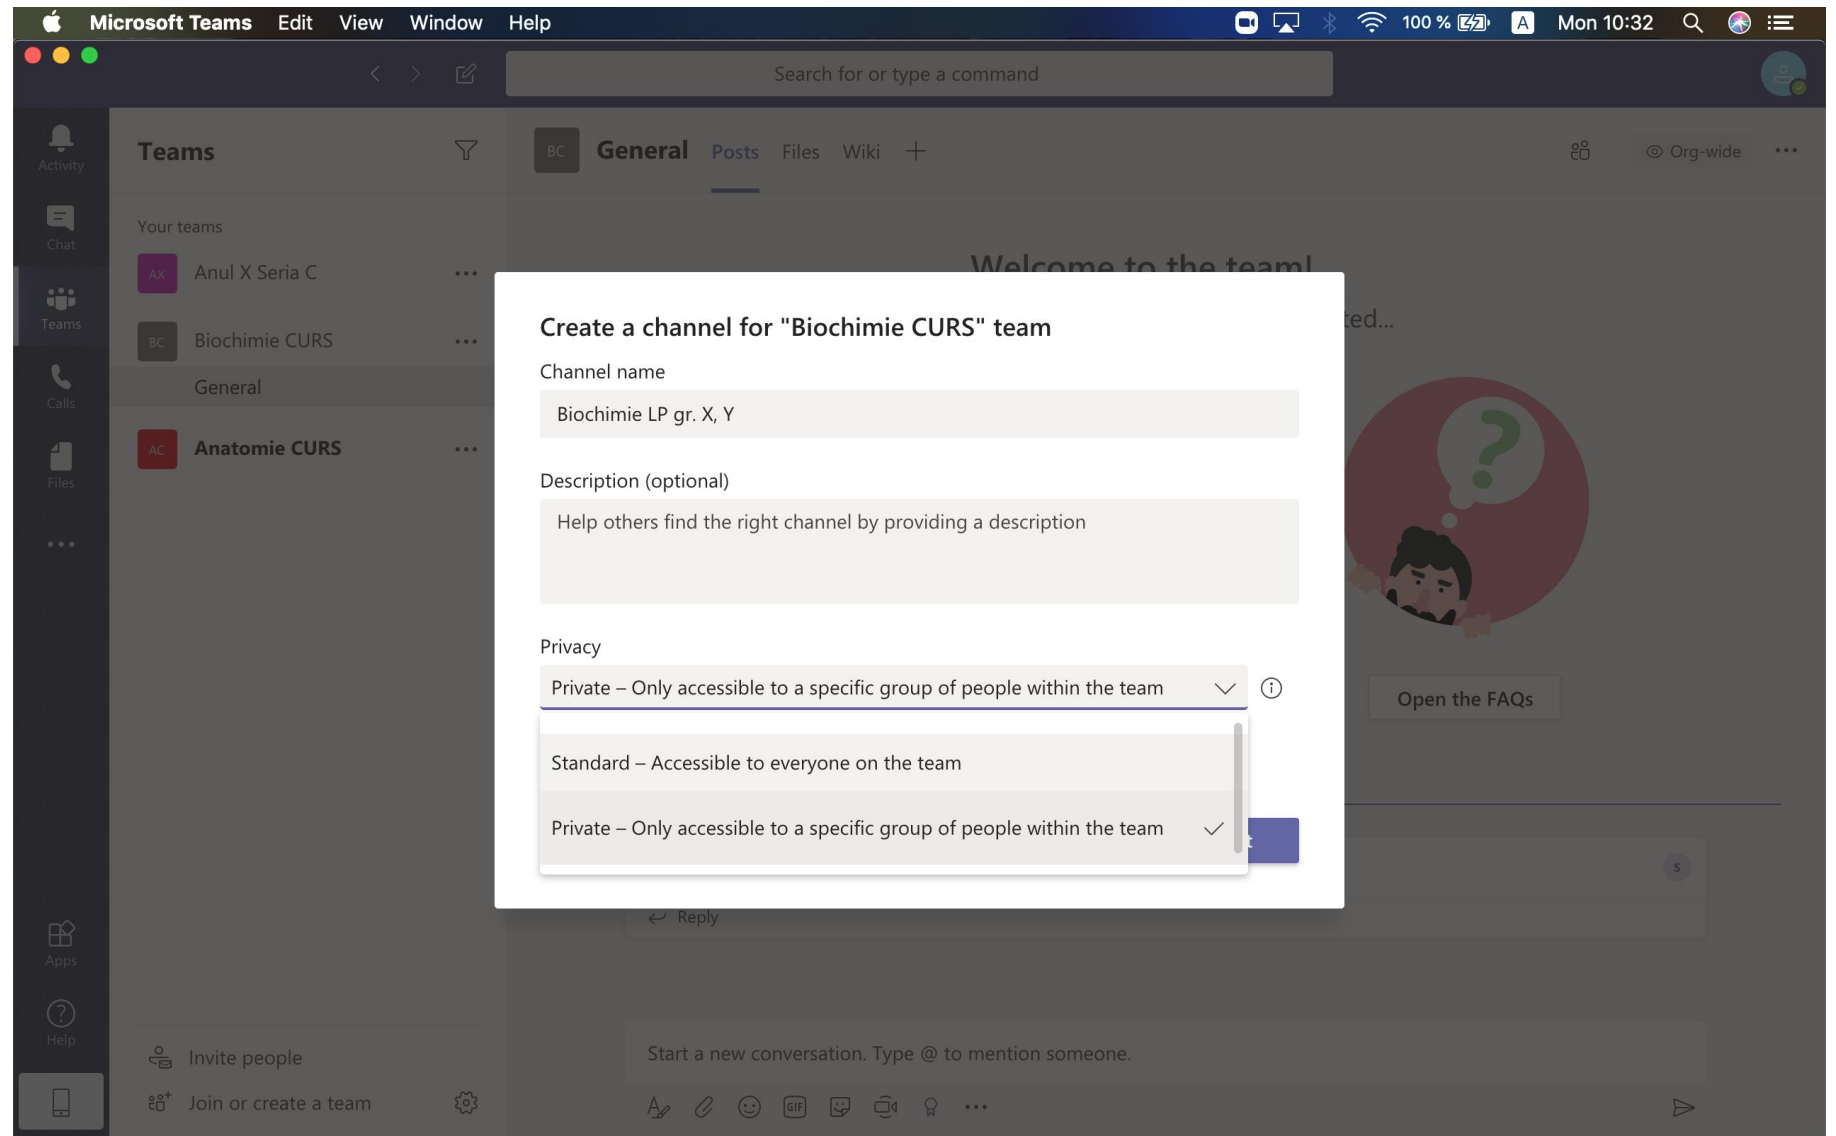 Microsoft Teams Edit View Window Help
100 % A Mon 10:32
Search for or type a command
Activity
Chat
Teams
Calls
Files
Apps
Help
Teams
Your teams
AX Anul X Seria C
BC Biochimie CURS
General
AC Anatomie CURS
Invite people
Join or create a team
BC General Posts Files Wiki
Org-wide
Welcome to the team!
ted...
Create a channel for "Biochimie CURS" team
Channel name
Biochimie LP gr. X, Y
Description (optional)
Help others find the right channel by providing a description
Privacy
Private – Only accessible to a specific group of people within the team
Standard – Accessible to everyone on the team
Private – Only accessible to a specific group of people within the team
Open the FAQs
S
Reply
Start a new conversation. Type @ to mention someone.
GIF